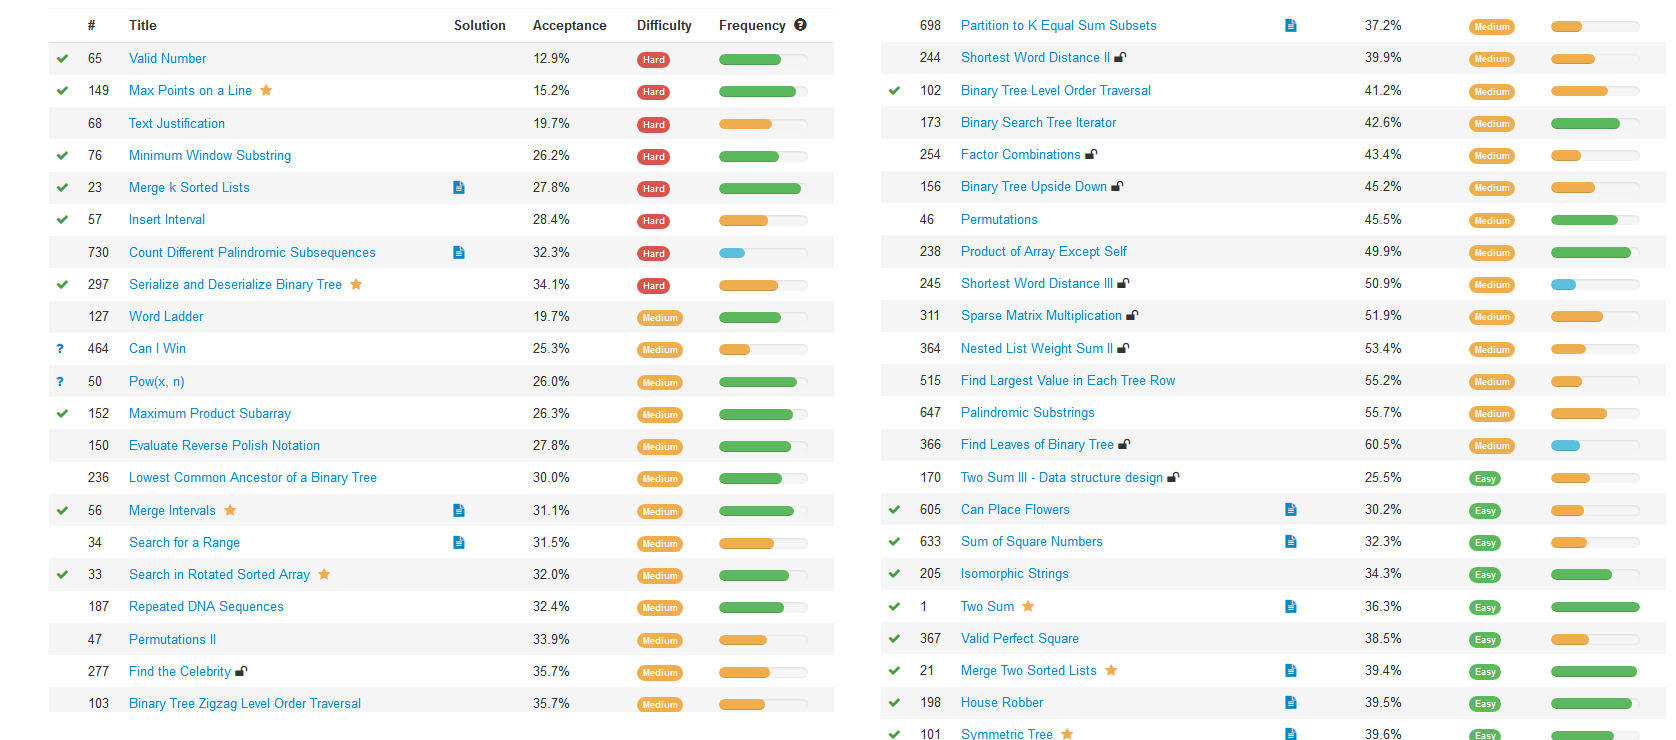 # Title Solution Acceptance Difficulty Frequency ?
65 Valid Number 12.9% Hard
149 Max Points on a Line 15.2% Hard
68 Text Justification 19.7% Hard
76 Minimum Window Substring 26.2% Hard
23 Merge k Sorted Lists 27.8% Hard
57 Insert Interval 28.4% Hard
730 Count Different Palindromic Subsequences 32.3% Hard
297 Serialize and Deserialize Binary Tree 34.1% Hard
127 Word Ladder 19.7% Medium
? 464 Can I Win 25.3% Medium
? 50 Pow(x, n) 26.0% Medium
152 Maximum Product Subarray 26.3% Medium
150 Evaluate Reverse Polish Notation 27.8% Medium
236 Lowest Common Ancestor of a Binary Tree 30.0% Medium
56 Merge Intervals 31.1% Medium
34 Search for a Range 31.5% Medium
33 Search in Rotated Sorted Array 32.0% Medium
187 Repeated DNA Sequences 32.4% Medium
47 Permutations II 33.9% Medium
277 Find the Celebrity 35.7% Medium
103 Binary Tree Zigzag Level Order Traversal 35.7% Medium
698 Partition to K Equal Sum Subsets 37.2% Medium
244 Shortest Word Distance II 39.9% Medium
102 Binary Tree Level Order Traversal 41.2% Medium
173 Binary Search Tree Iterator 42.6% Medium
254 Factor Combinations 43.4% Medium
156 Binary Tree Upside Down 45.2% Medium
46 Permutations 45.5% Medium
238 Product of Array Except Self 49.9% Medium
245 Shortest Word Distance III 50.9% Medium
311 Sparse Matrix Multiplication 51.9% Medium
364 Nested List Weight Sum II 53.4% Medium
515 Find Largest Value in Each Tree Row 55.2% Medium
647 Palindromic Substrings 55.7% Medium
366 Find Leaves of Binary Tree 60.5% Medium
170 Two Sum III - Data structure design 25.5% Easy
605 Can Place Flowers 30.2% Easy
633 Sum of Square Numbers 32.3% Easy
205 Isomorphic Strings 34.3% Easy
1 Two Sum 36.3% Easy
367 Valid Perfect Square 38.5% Easy
21 Merge Two Sorted Lists 39.4% Easy
198 House Robber 39.5% Easy
101 Symmetric Tree 39.6% Easy